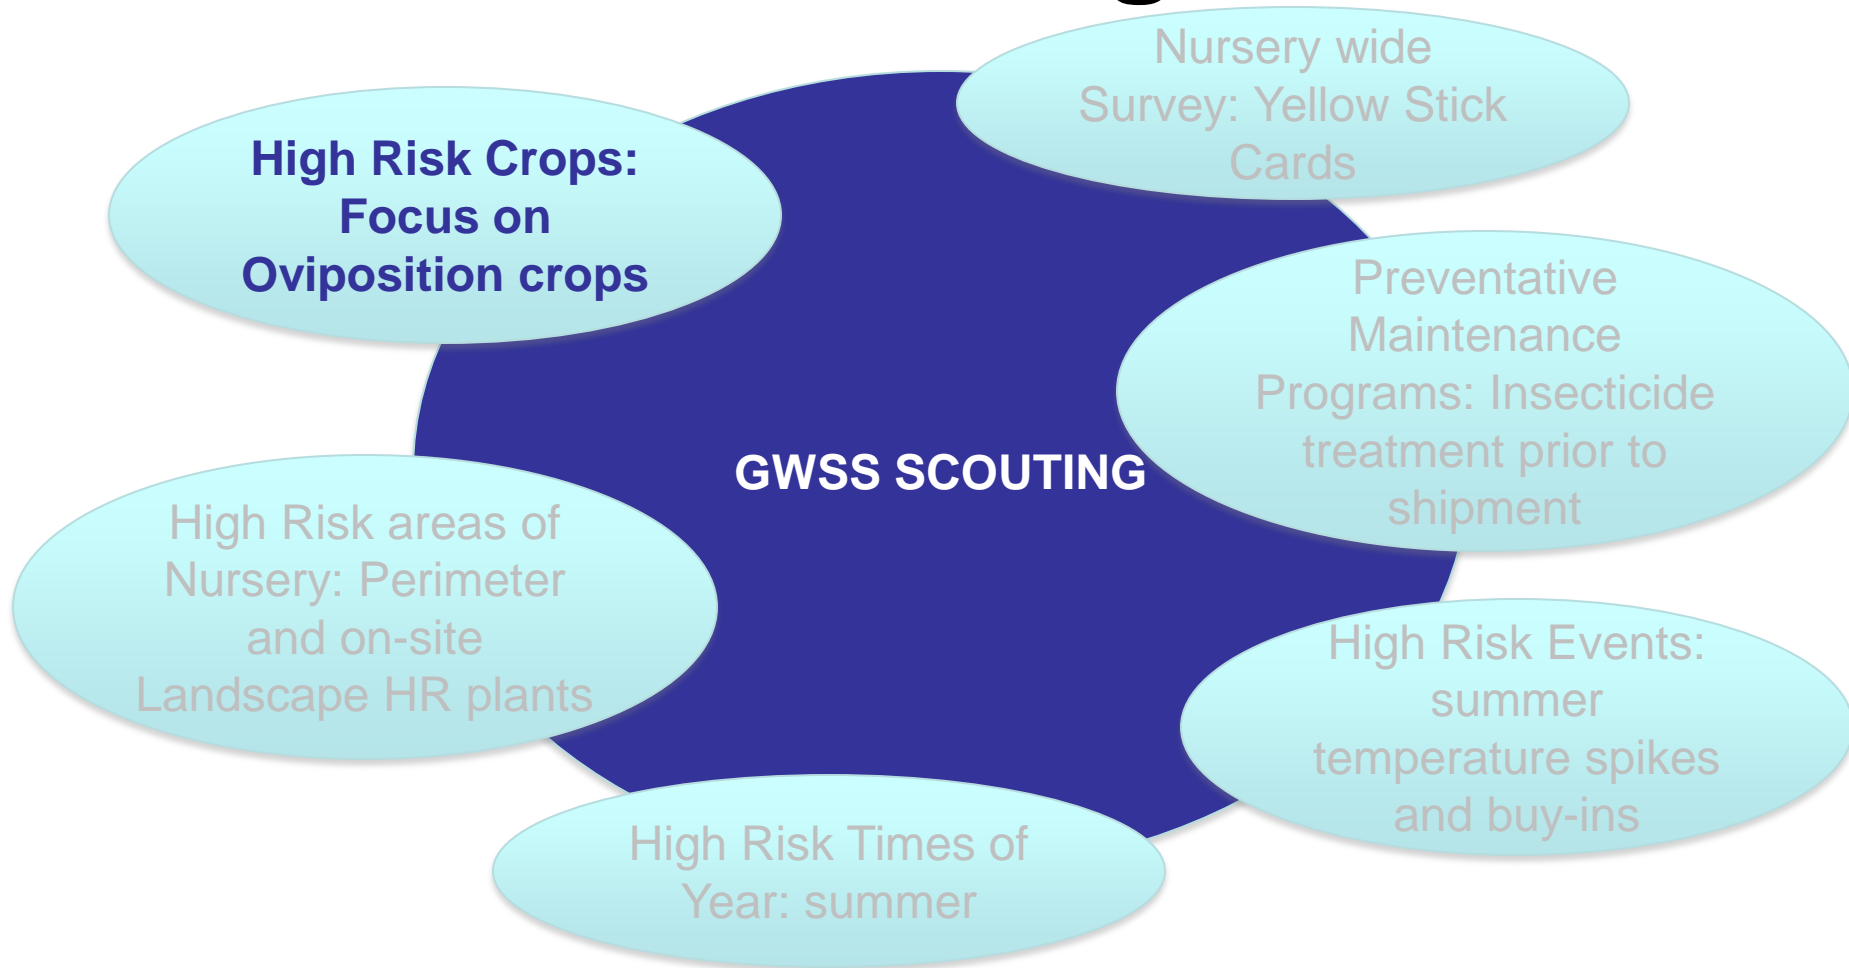 Nursery wide
Survey: Yellow Stick
Cards
High Risk Crops:
Focus on
Oviposition crops
Preventative
Maintenance
Programs: Insecticide
treatment prior to
shipment
GWSS SCOUTING
High Risk areas of
Nursery: Perimeter
and on-site
Landscape HR plants
High Risk Events:
summer
temperature spikes
and buy-ins
High Risk Times of
Year: summer